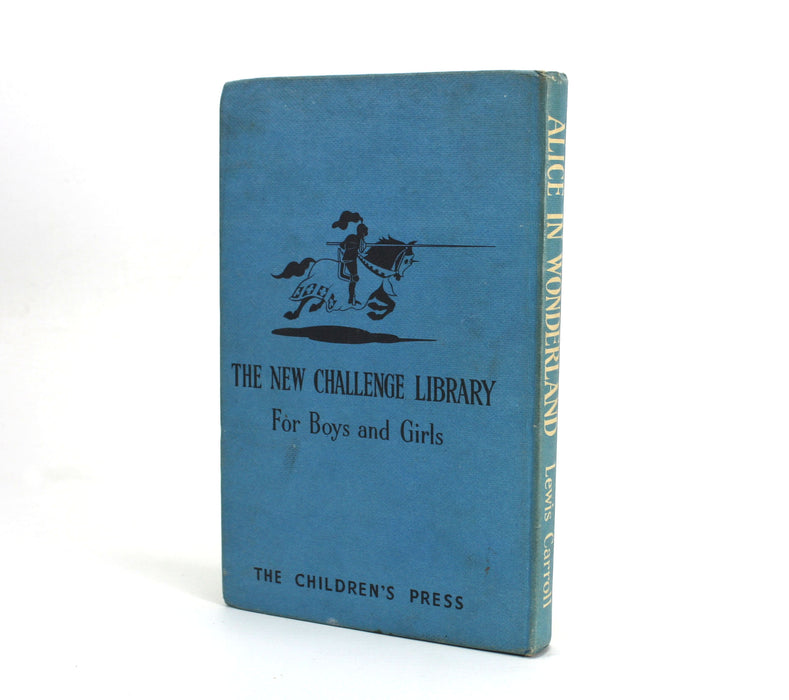 THE NEW CHALLENGE LIBRARY
For Boys and Girls
THE CHILDREN'S PRESS
ALICE IN WONDERLAND Lewis Carroll